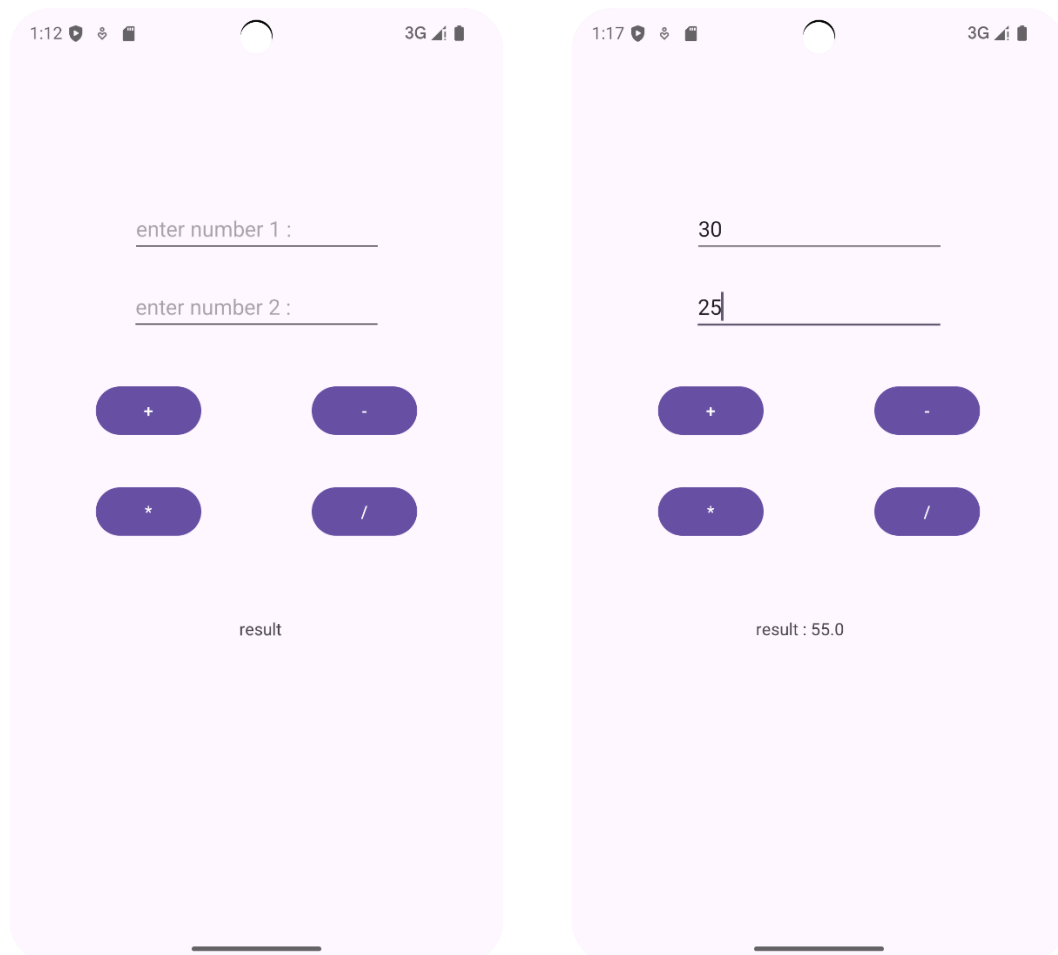 1:12 3G
enter number 1 :
enter number 2 :
+ -
* /
result
1:17 3G
30
25
+ -
* /
result : 55.0